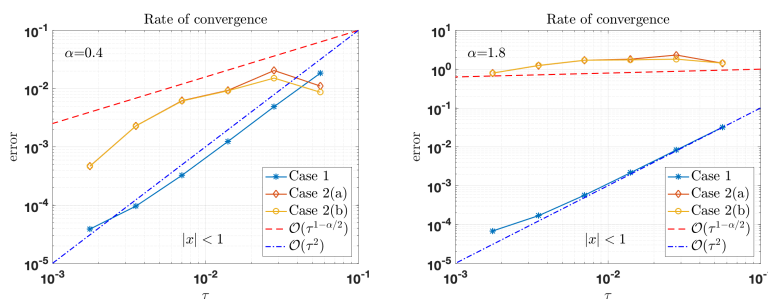 Rate of convergence
10^-1
10^-2
10^-3
10^-4
10^-5
error
α=0.4
Case 1
Case 2(a)
Case 2(b)
O(τ^{1-α/2})
O(τ^2)
|x| < 1
10^-3
10^-2
10^-1
τ
Rate of convergence
10^1
10^0
10^-1
10^-2
10^-3
10^-4
10^-5
error
α=1.8
Case 1
Case 2(a)
Case 2(b)
O(τ^{1-α/2})
O(τ^2)
|x| < 1
10^-3
10^-2
10^-1
τ